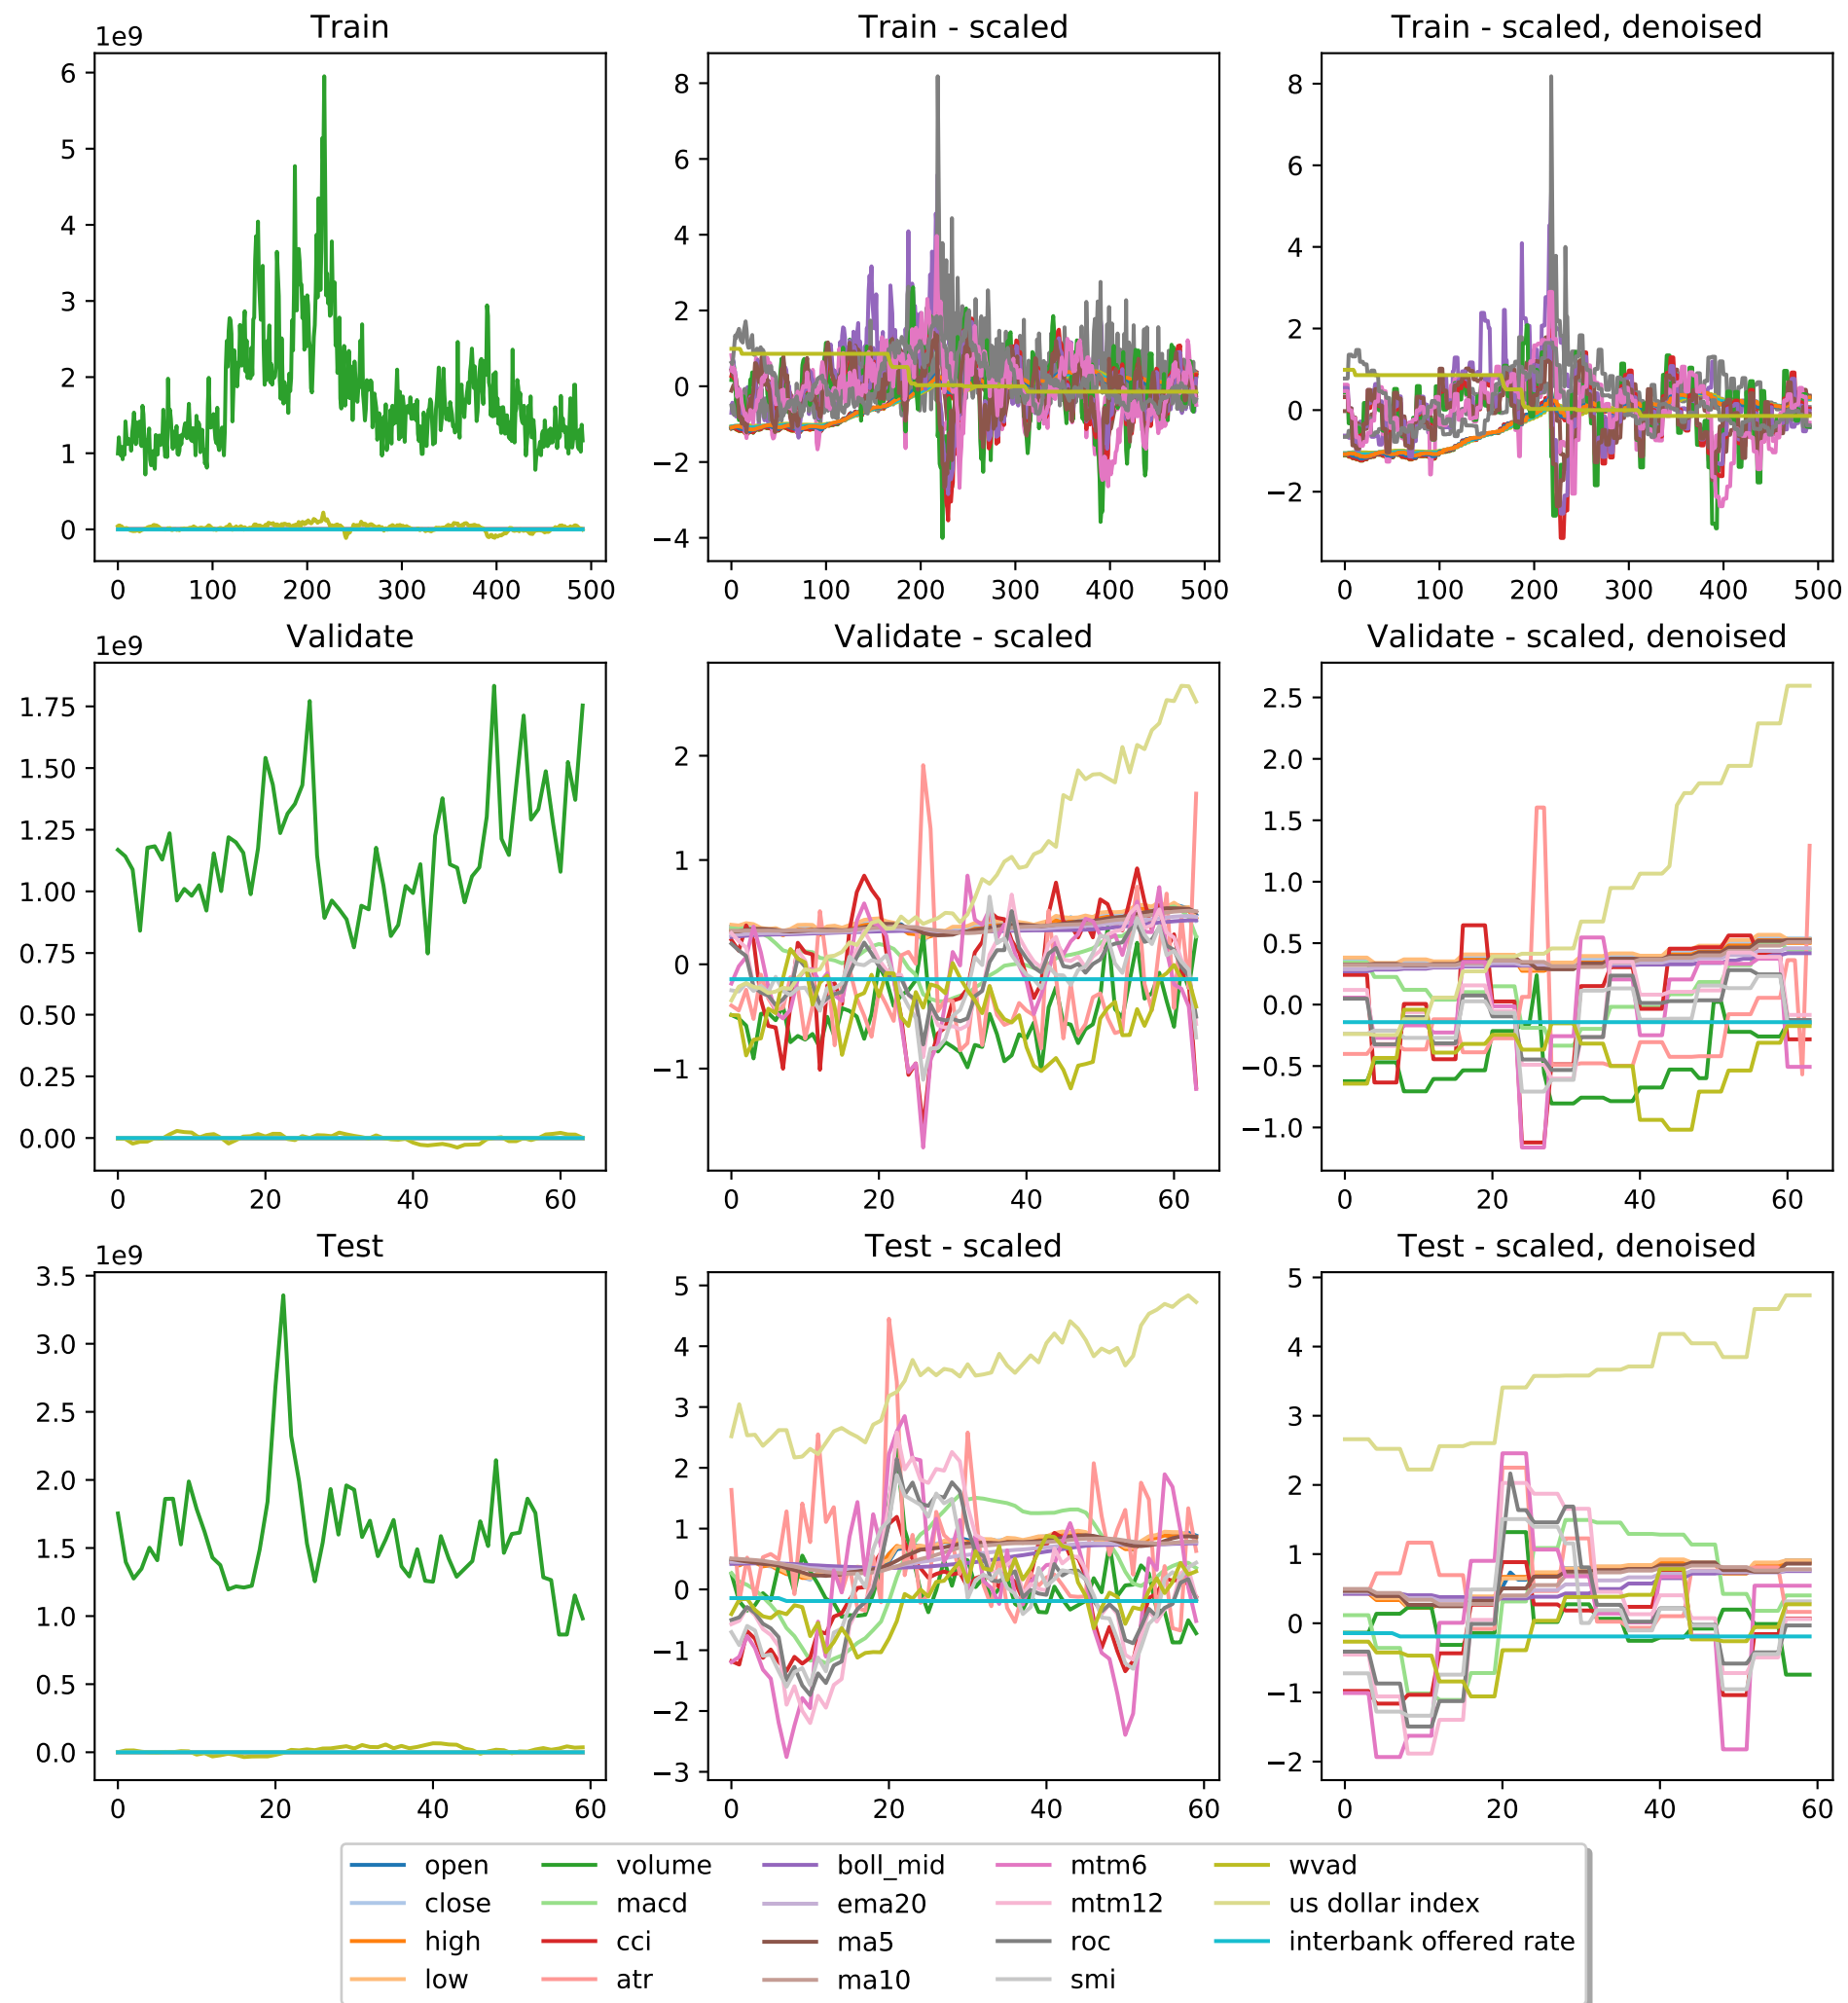 Train
Train - scaled
Train - scaled, denoised
1e9
6
5
4
3
2
1
0
0 100 200 300 400 500
8
6
4
2
0
−2
−4
0 100 200 300 400 500
8
6
4
2
0
−2
0 100 200 300 400 500
Validate
Validate - scaled
Validate - scaled, denoised
1e9
1.75
1.50
1.25
1.00
0.75
0.50
0.25
0.00
0 20 40 60
2
1
0
−1
0 20 40 60
2.5
2.0
1.5
1.0
0.5
0.0
−0.5
−1.0
0 20 40 60
Test
Test - scaled
Test - scaled, denoised
1e9
3.5
3.0
2.5
2.0
1.5
1.0
0.5
0.0
0 20 40 60
5
4
3
2
1
0
−1
−2
−3
0 20 40 60
5
4
3
2
1
0
−1
−2
0 20 40 60
open
close
high
low
volume
macd
cci
atr
boll_mid
ema20
ma5
ma10
mtm6
mtm12
roc
smi
wvad
us dollar index
interbank offered rate